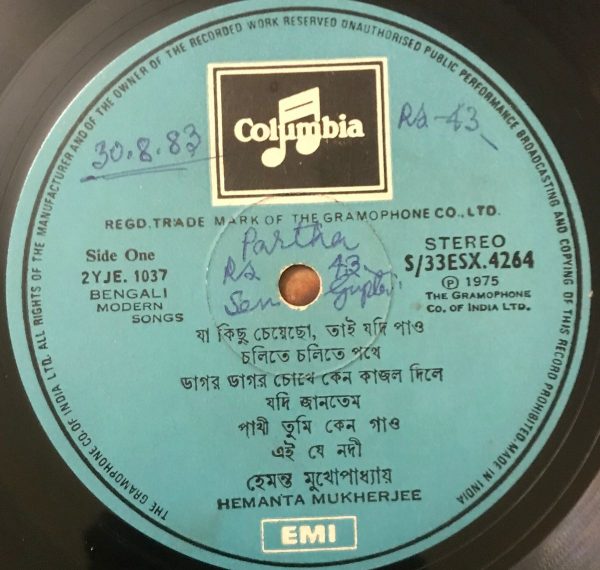 THE GRAMOPHONE CO. OF INDIA LTD. ALL RIGHTS OF THE MANUFACTURER AND OF THE OWNER OF THE RECORDED WORK RESERVED UNAUTHORISED PUBLIC PERFORMANCE BROADCASTING AND COPYING OF THIS RECORD PROHIBITED. MADE IN INDIA
Columbia
30.8.83
Rs-43
REGD. TRADE MARK OF THE GRAMOPHONE CO., LTD.
Partha
Rs 43
Sen Gupta
Side One
2YJE. 1037
BENGALI
MODERN
SONGS
STEREO
S/33ESX.4264
Ⓟ 1975
THE GRAMOPHONE
CO. OF INDIA LTD.
যা কিছু চেয়েছো, তাই যদি পাও
চলিতে চলিতে পথে
ডাগর ডাগর চোখে কেন কাজল দিলে
যদি জানতেম
পাখী তুমি কেন গাও
এই যে নদী
হেমন্ত মুখোপাধ্যায়
HEMANTA MUKHERJEE
EMI